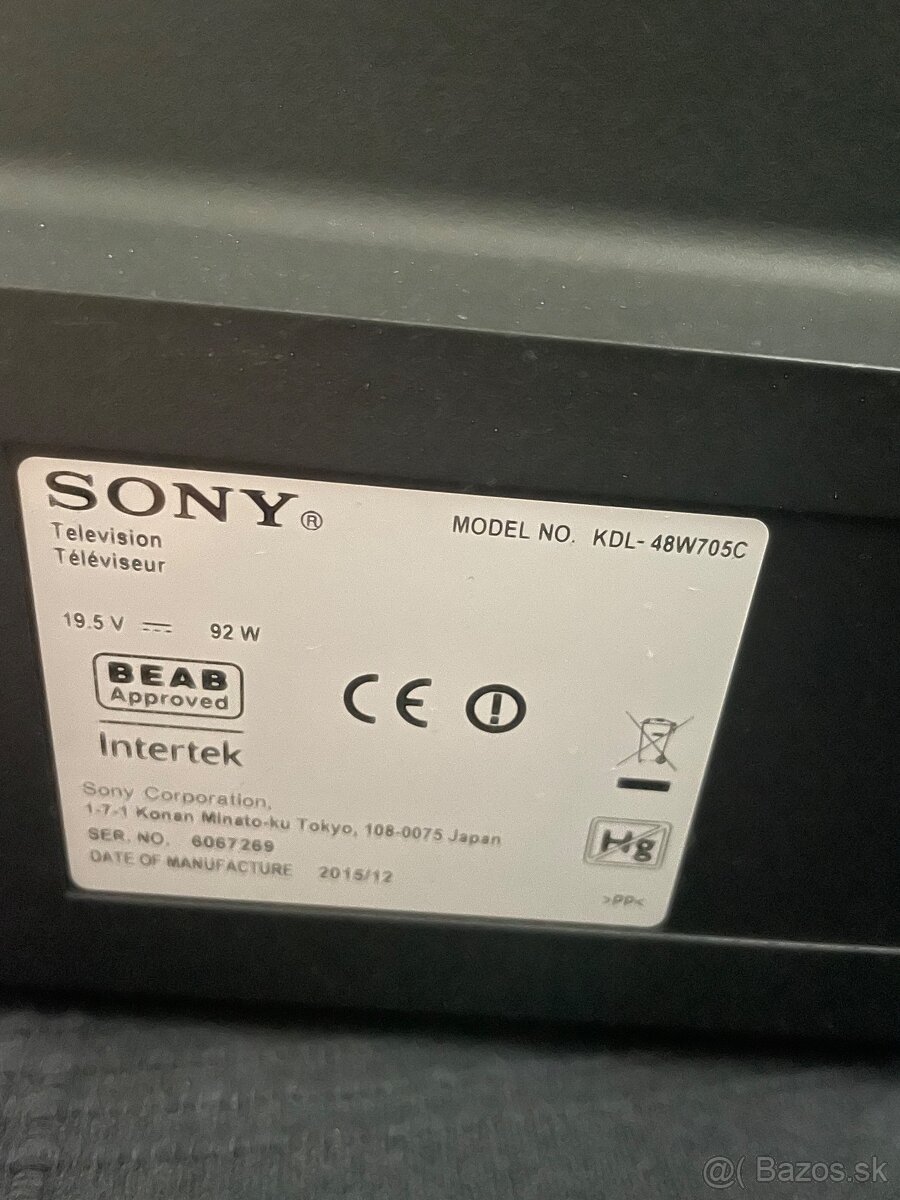 SONY®
Television
Téléviseur
MODEL NO. KDL-48W705C
19.5 V 92 W
BEAB
Approved
Intertek
CE
Sony Corporation,
1-7-1 Konan Minato-ku Tokyo, 108-0075 Japan
SER. NO. 6067269
DATE OF MANUFACTURE 2015/12
Hg
>PP<
@( Bazos.sk